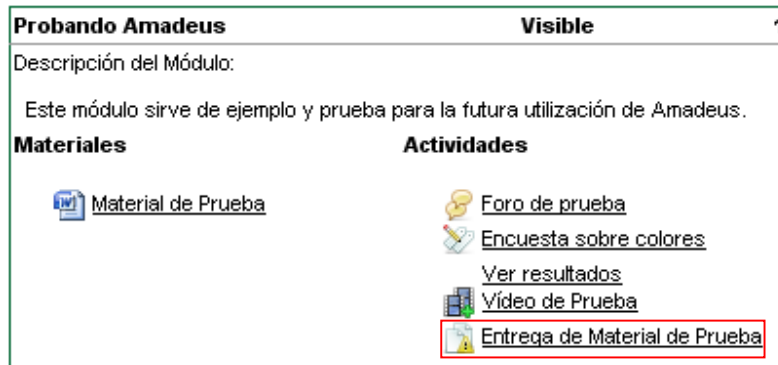 Probando Amadeus Visible
Descripción del Módulo:
Este módulo sirve de ejemplo y prueba para la futura utilización de Amadeus.
Materiales Actividades
Material de Prueba Foro de prueba
Encuesta sobre colores
Ver resultados
Vídeo de Prueba
Entrega de Material de Prueba